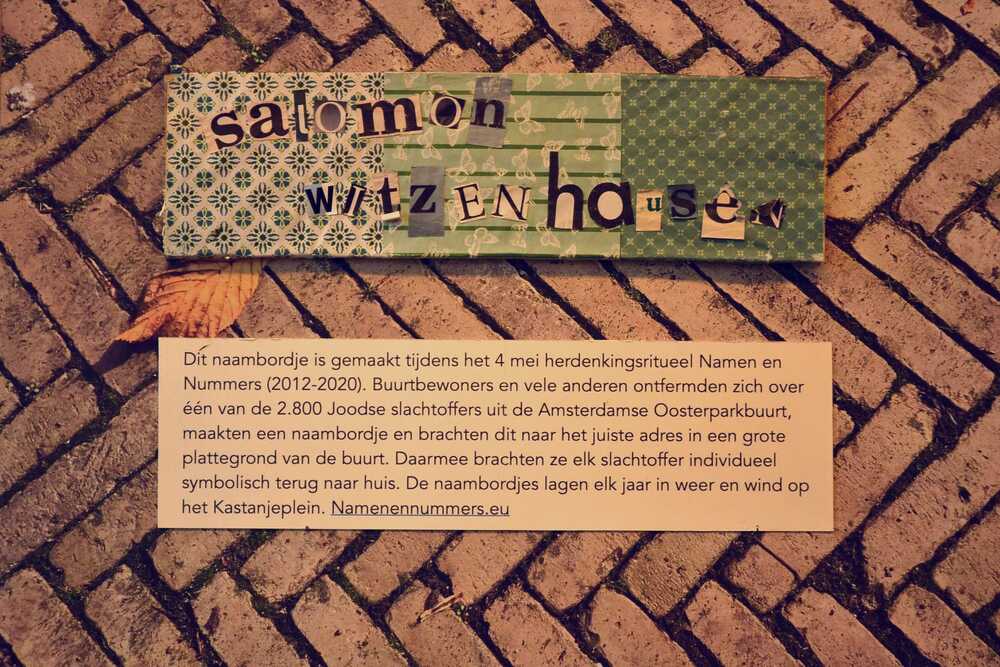 salomon
witzenhausen
Dit naambordje is gemaakt tijdens het 4 mei herdenkingsritueel Namen en
Nummers (2012-2020). Buurtbewoners en vele anderen ontfermden zich over
één van de 2.800 Joodse slachtoffers uit de Amsterdamse Oosterparkbuurt,
maakten een naambordje en brachten dit naar het juiste adres in een grote
plattegrond van de buurt. Daarmee brachten ze elk slachtoffer individueel
symbolisch terug naar huis. De naambordjes lagen elk jaar in weer en wind op
het Kastanjeplein. Namenennummers.eu